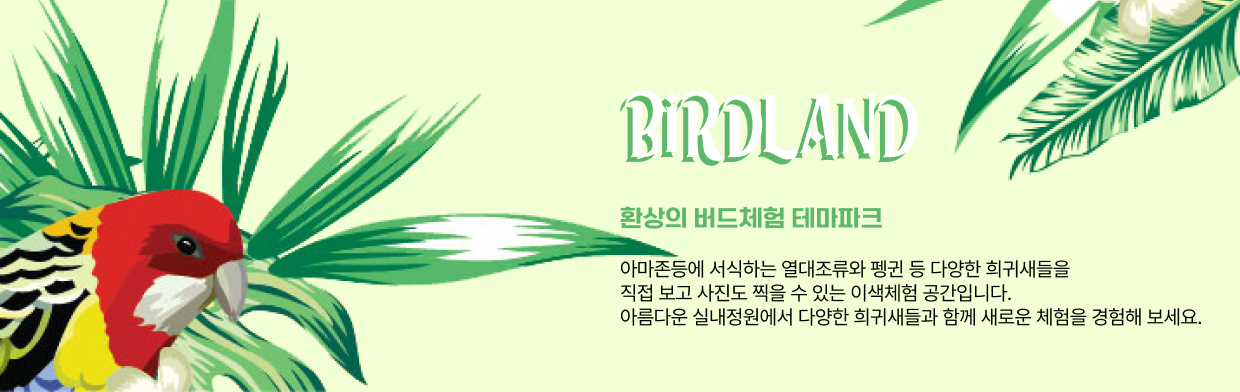 BiRDLAND
환상의 버드체험 테마파크
아마존등에 서식하는 열대조류와 펭귄 등 다양한 희귀새들을
직접 보고 사진도 찍을 수 있는 이색체험 공간입니다.
아름다운 실내정원에서 다양한 희귀새들과 함께 새로운 체험을 경험해 보세요.